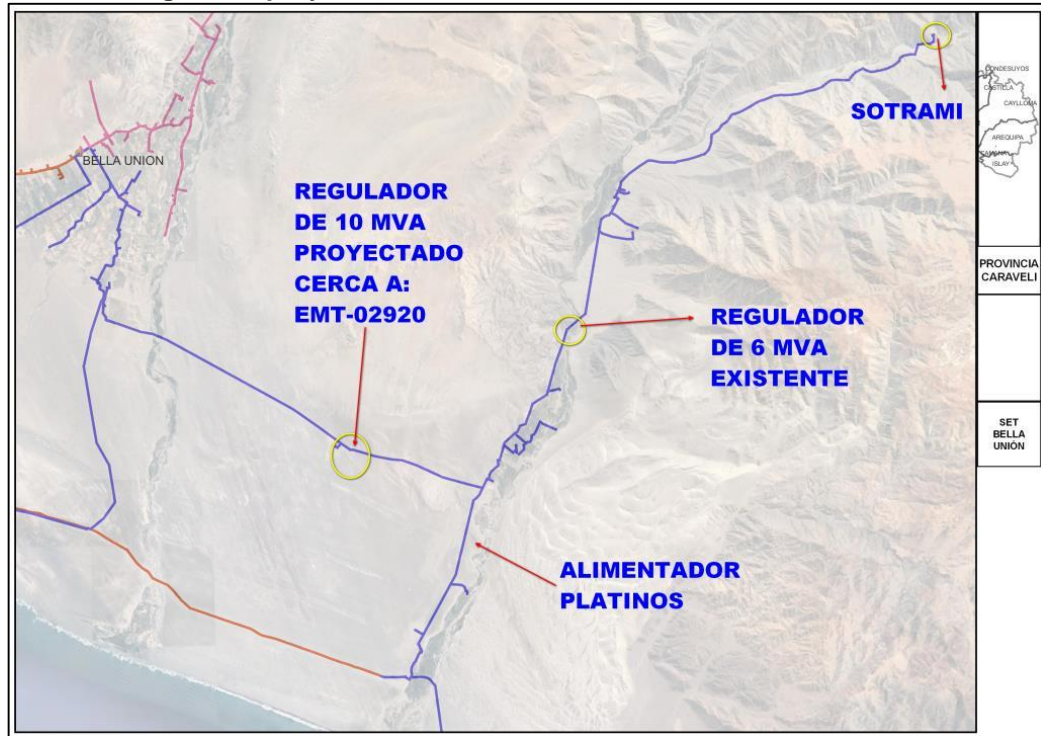 SOTRAMI
BELLA UNION
REGULADOR
DE 10 MVA
PROYECTADO
CERCA A:
EMT-02920
REGULADOR
DE 6 MVA
EXISTENTE
ALIMENTADOR
PLATINOS
CONDESUYOS
CASTILLA
CAYLLOMA
AREQUIPA
CAMANA
ISLAY
PROVINCIA
CARAVELI
SET
BELLA
UNIÓN